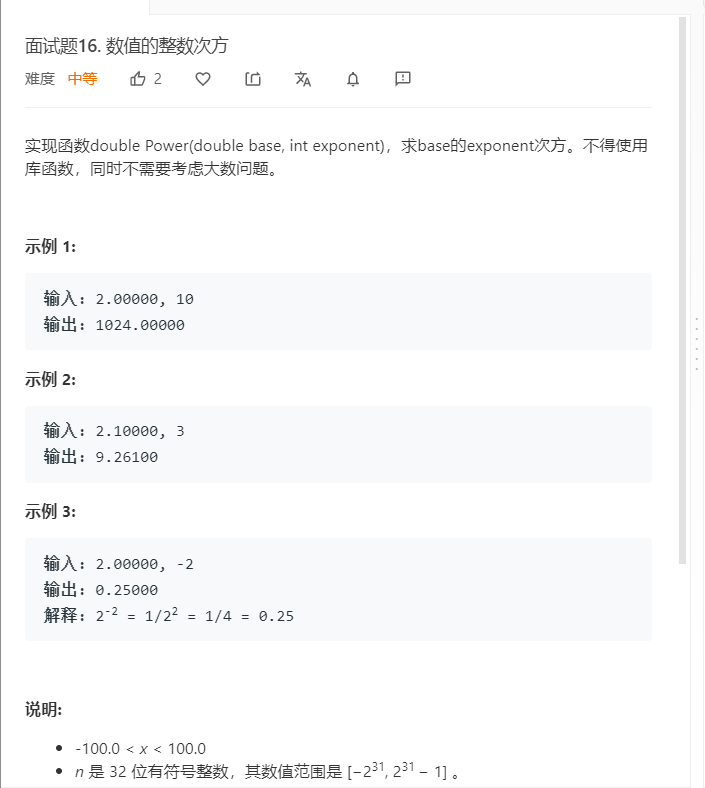 面试题16. 数值的整数次方
难度 中等 2
实现函数double Power(double base, int exponent)，求base的exponent次方。不得使用
库函数，同时不需要考虑大数问题。
示例 1:
输入：2.00000, 10
输出：1024.00000
示例 2:
输入：2.10000, 3
输出：9.26100
示例 3:
输入：2.00000, -2
输出：0.25000
解释：2⁻² = 1/2² = 1/4 = 0.25
说明:
• -100.0 < x < 100.0
• n 是 32 位有符号整数，其数值范围是 [−2³¹, 2³¹ − 1] 。